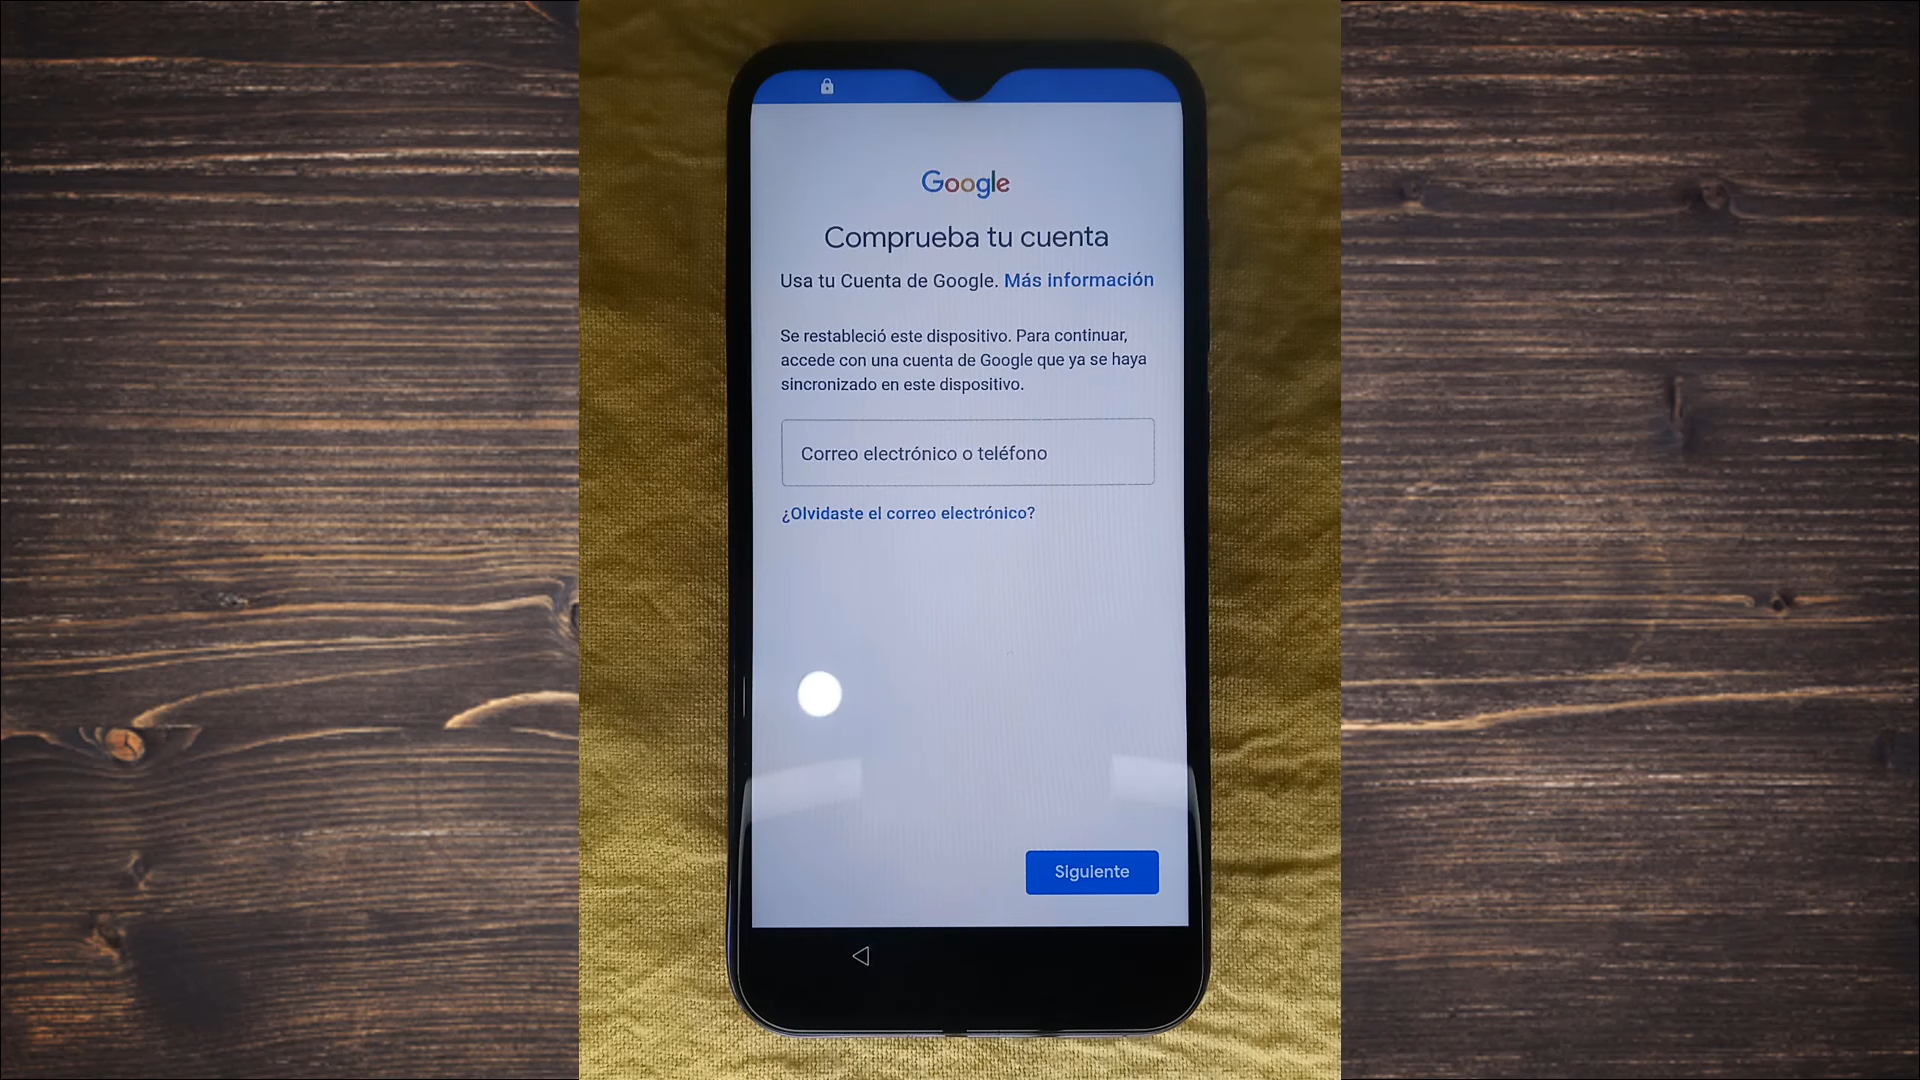 Google
Comprueba tu cuenta
Usa tu Cuenta de Google. Más información
Se restableció este dispositivo. Para continuar,
accede con una cuenta de Google que ya se haya
sincronizado en este dispositivo.
Correo electrónico o teléfono
¿Olvidaste el correo electrónico?
Siguiente